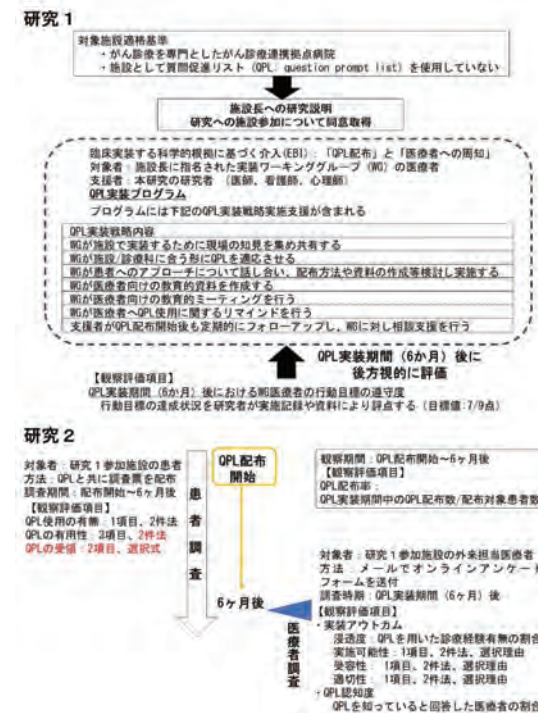 研究1
対象施設適格基準
・がん診療を専門としたがん診療連携拠点病院
・施設として質問促進リスト（QPL: question prompt list）を使用していない
施設長への研究説明
研究への施設参加について同意取得
臨床実装する科学的根拠に基づく介入(EBI)：「QPL配布」と「医療者への周知」
対象者：施設長に指名された実装ワーキンググループ（WG）の医療者
支援者：本研究の研究者（医師、看護師、心理師）
QPL実装プログラム
プログラムには下記のQPL実装戦略実施支援が含まれる
QPL実装戦略内容
WGが施設で実装するために現場の知見を集め共有する
WGが施設/診療科に合う形にQPLを適応させる
WGが患者へのアプローチについて話し合い、配布方法や資料の作成等検討し実施する
WGが医療者向けの教育的資料を作成する
WGが医療者向けの教育的ミーティングを行う
WGが医療者へQPL使用に関するリマインドを行う
支援者がQPL配布開始後も定期的にフォローアップし、WGに対し相談支援を行う
QPL実装期間（6か月）後に
後方視的に評価
【観察評価項目】
QPL実装期間（6か月）後におけるWG医療者の行動目標の遵守度
行動目標の達成状況を研究者が実施記録や資料により評点する（目標値:7/9点）
研究2
対象者：研究1参加施設の患者
方法：QPLと共に調査票を配布
調査期間：配布開始～6ヶ月後
【観察評価項目】
QPL使用の有無：1項目、2件法
QPLの有用性：3項目、2件法
QPLの受領：2項目、選択式
患者調査
QPL配布
開始
6ヶ月後
医療者調査
観察期間：QPL配布開始～6ヶ月後
【観察評価項目】
QPL配布率：
QPL実装期間中のQPL配布数/配布対象患者数
対象者：研究1参加施設の外来担当医療者
方法：メールでオンラインアンケート
フォームを送付
調査時期：QPL実装期間（6ヶ月）後
【観察評価項目】
・実装アウトカム
浸透度：QPLを用いた診療経験有無の割合
実施可能性：1項目、2件法、選択理由
受容性：1項目、2件法、選択理由
適切性：1項目、2件法、選択理由
・QPL認知度
QPLを知っていると回答した医療者の割合